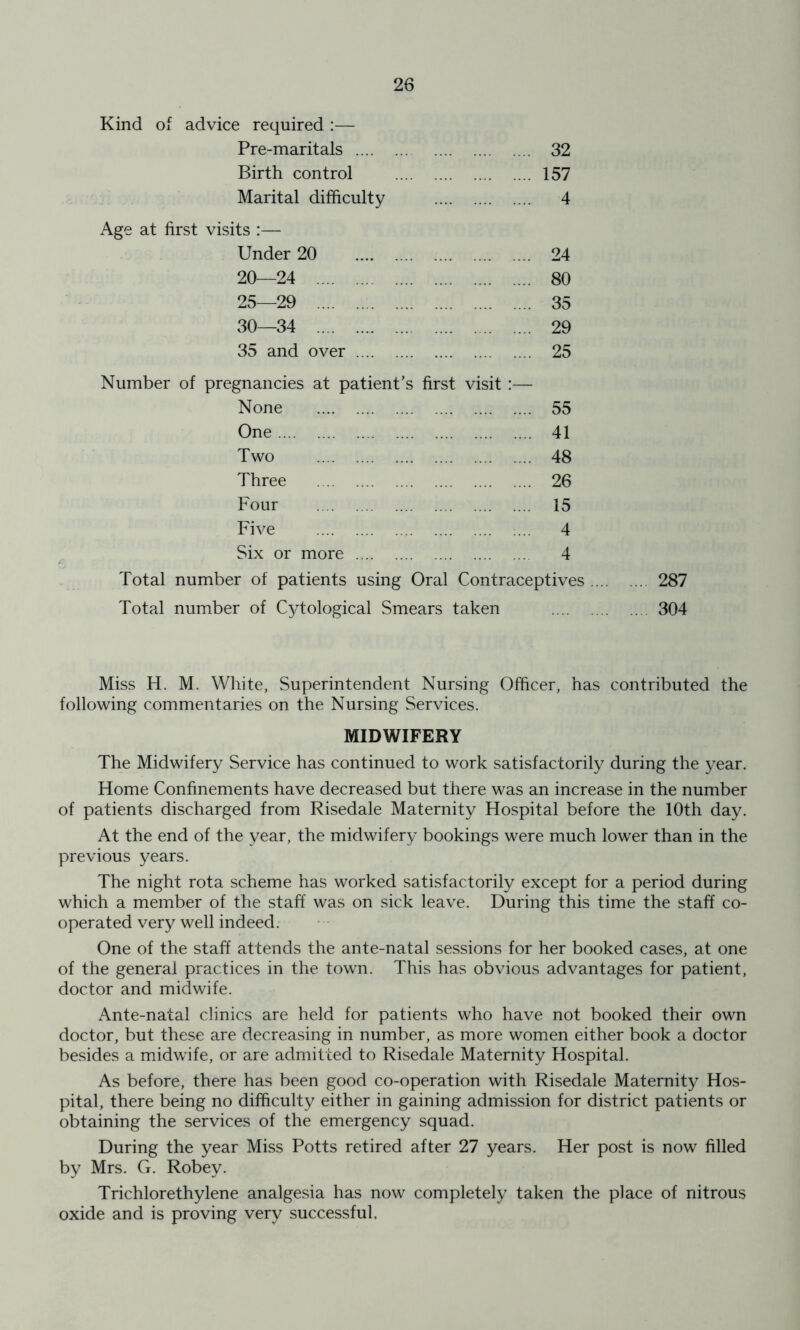 26
Kind of advice required :—
Pre-maritals .... .... .... .... .... 32
Birth control .... .... .... .... 157
Marital difficulty .... .... .... 4
Age at first visits :—
Under 20 .... .... .... .... .... 24
20—24 .... .... .... .... .... .... 80
25—29 .... .... .... .... .... .... 35
30—34 .... .... .... .... .... .... 29
35 and over .... .... .... .... .... 25
Number of pregnancies at patient's first visit :—
None .... .... .... .... .... .... 55
One .... .... .... .... .... .... .... 41
Two .... .... .... .... .... .... 48
Three .... .... .... .... .... .... 26
Four .... .... .... .... .... .... 15
Five .... .... .... .... .... .... 4
Six or more .... .... .... .... .... 4
Total number of patients using Oral Contraceptives .... .... 287
Total number of Cytological Smears taken .... .... .... 304
Miss H. M. White, Superintendent Nursing Officer, has contributed the
following commentaries on the Nursing Services.
MIDWIFERY
The Midwifery Service has continued to work satisfactorily during the year.
Home Confinements have decreased but there was an increase in the number
of patients discharged from Risedale Maternity Hospital before the 10th day.
At the end of the year, the midwifery bookings were much lower than in the
previous years.
The night rota scheme has worked satisfactorily except for a period during
which a member of the staff was on sick leave. During this time the staff co-
operated very well indeed.
One of the staff attends the ante-natal sessions for her booked cases, at one
of the general practices in the town. This has obvious advantages for patient,
doctor and midwife.
Ante-natal clinics are held for patients who have not booked their own
doctor, but these are decreasing in number, as more women either book a doctor
besides a midwife, or are admitted to Risedale Maternity Hospital.
As before, there has been good co-operation with Risedale Maternity Hos-
pital, there being no difficulty either in gaining admission for district patients or
obtaining the services of the emergency squad.
During the year Miss Potts retired after 27 years. Her post is now filled
by Mrs. G. Robey.
Trichlorethylene analgesia has now completely taken the place of nitrous
oxide and is proving very successful.